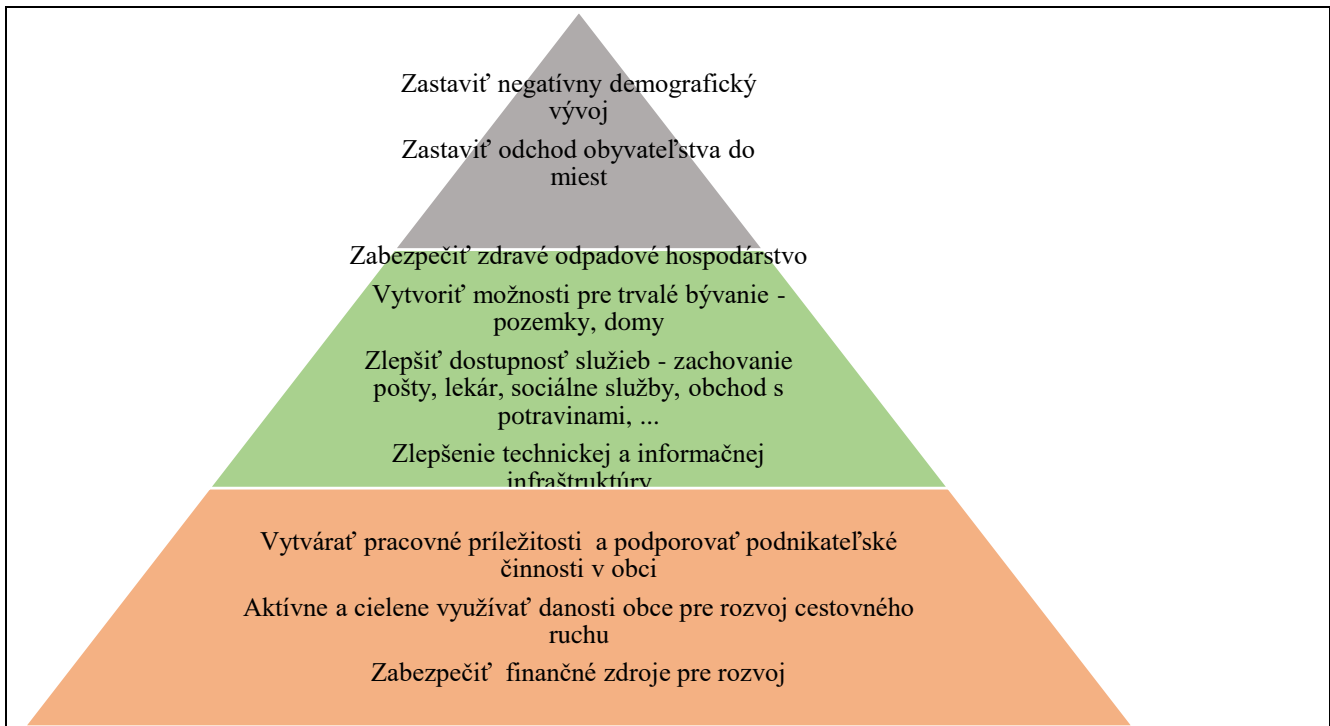 Zastaviť negatívny demografický
vývoj
Zastaviť odchod obyvateľstva do
miest
Zabezpečiť zdravé odpadové hospodárstvo
Vytvoriť možnosti pre trvalé bývanie -
pozemky, domy
Zlepšiť dostupnosť služieb - zachovanie
pošty, lekár, sociálne služby, obchod s
potravinami, ...
Zlepšenie technickej a informačnej
infraštruktúry
Vytvárať pracovné príležitosti  a podporovať podnikateľské
činnosti v obci
Aktívne a cielene využívať danosti obce pre rozvoj cestovného
ruchu
Zabezpečiť  finančné zdroje pre rozvoj